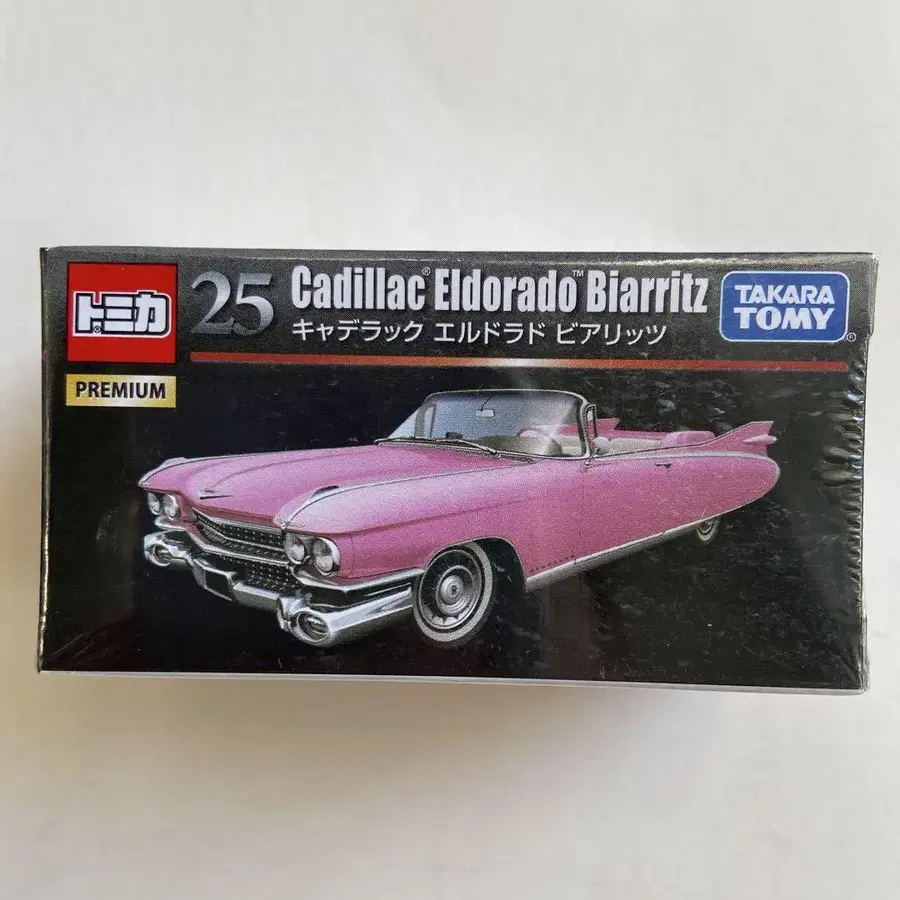 トミカ
PREMIUM
25
Cadillac® Eldorado™ Biarritz
キャデラック エルドラド ビアリッツ
TAKARA
TOMY®